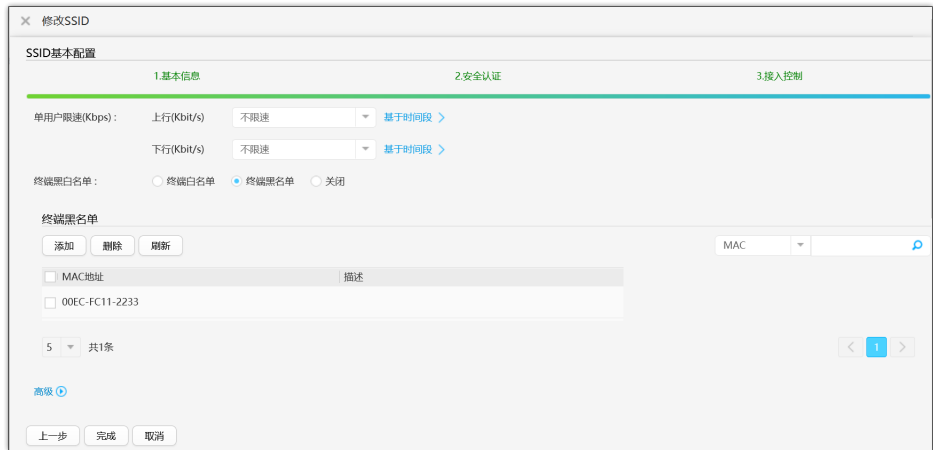 修改SSID
SSID基本配置
1.基本信息 2.安全认证 3.接入控制
单用户限速(Kbps) : 上行(Kbit/s) 不限速 基于时间段
下行(Kbit/s) 不限速 基于时间段
终端黑白名单 : 终端白名单 终端黑名单 关闭
终端黑名单
添加 删除 刷新 MAC
MAC地址 描述
00EC-FC11-2233
5 共1条 1
高级
上一步 完成 取消